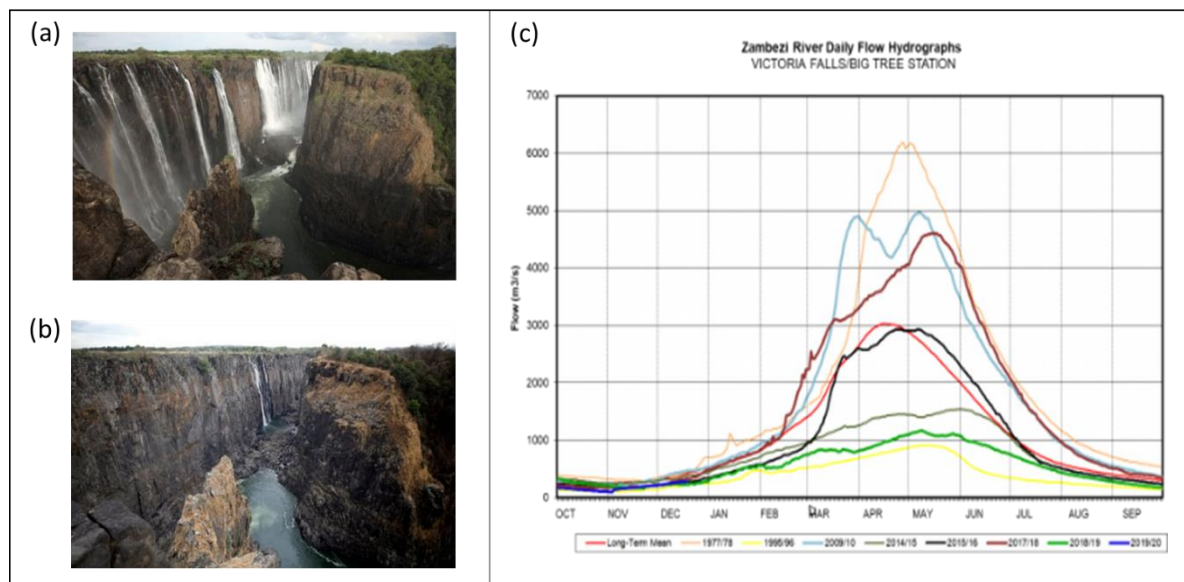 (a)
(b)
(c)
Zambezi River Daily Flow Hydrographs
VICTORIA FALLS/BIG TREE STATION
Flow (m3/s)
7000
6000
5000
4000
3000
2000
1000
0
OCT NOV DEC JAN FEB MAR APR MAY JUN JUL AUG SEP
Long-Term Mean 1977/78 1995/96 2009/10 2014/15 2015/16 2017/18 2018/19 2019/20